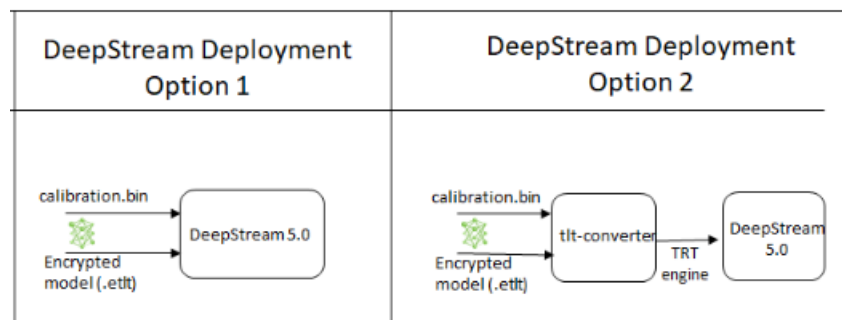 DeepStream Deployment
Option 1
DeepStream Deployment
Option 2
calibration.bin
DeepStream 5.0
Encrypted
model (.etlt)
calibration.bin
tlt-converter
Encrypted
model (.etlt)
TRT
engine
DeepStream
5.0